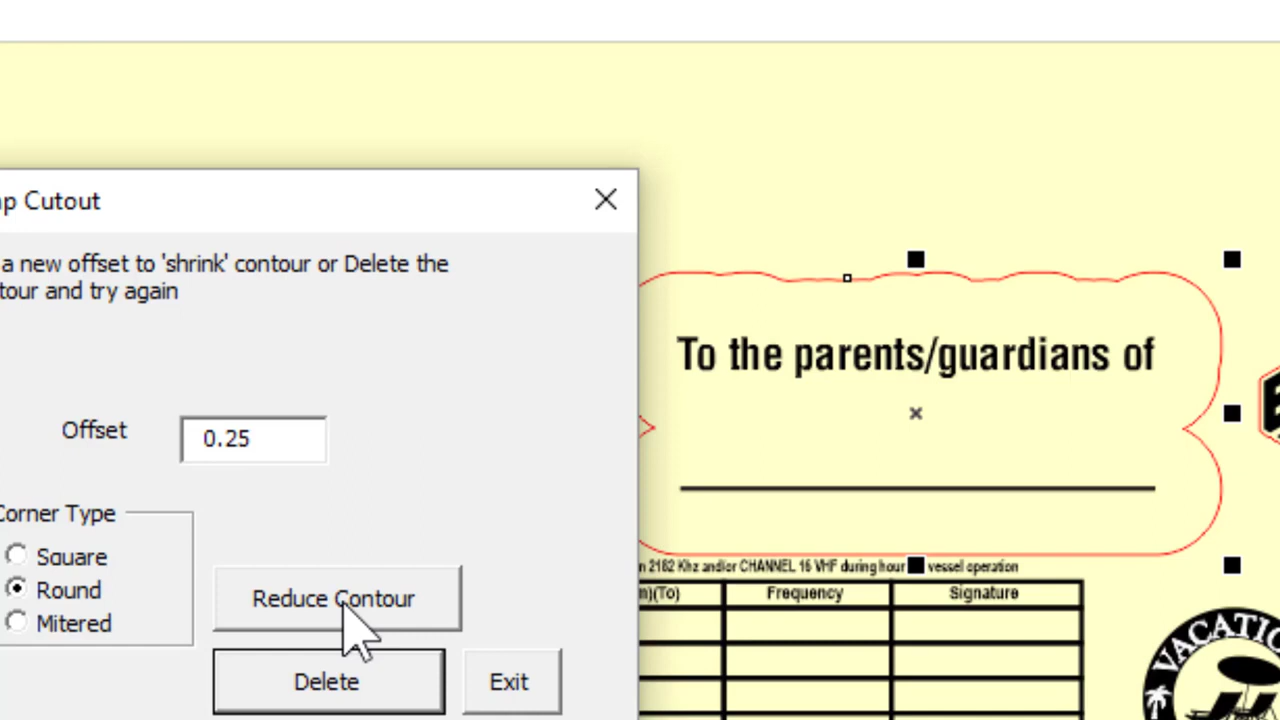 Cutout
a new offset to 'shrink' contour or Delete the
and try again
Offset
0.25
Corner Type
Square
Round
Mitered
Reduce Contour
Delete
Exit
To the parents/guardians of
2182 Khz and/or CHANNEL 16 VHF during hour vessel operation
(To)
Frequency
Signature